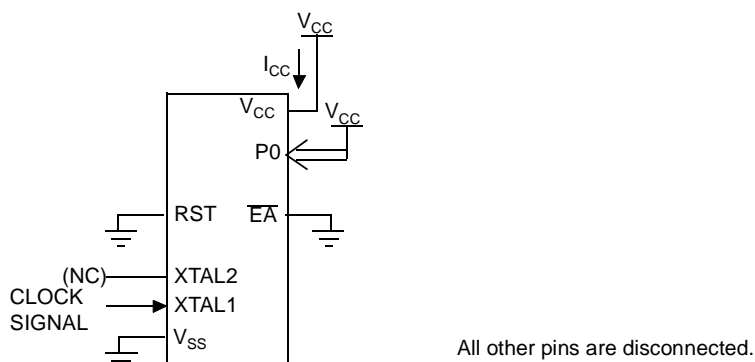 VCC
ICC
VCC VCC
P0
RST EA
(NC) XTAL2
CLOCK
SIGNAL XTAL1
VSS
All other pins are disconnected.